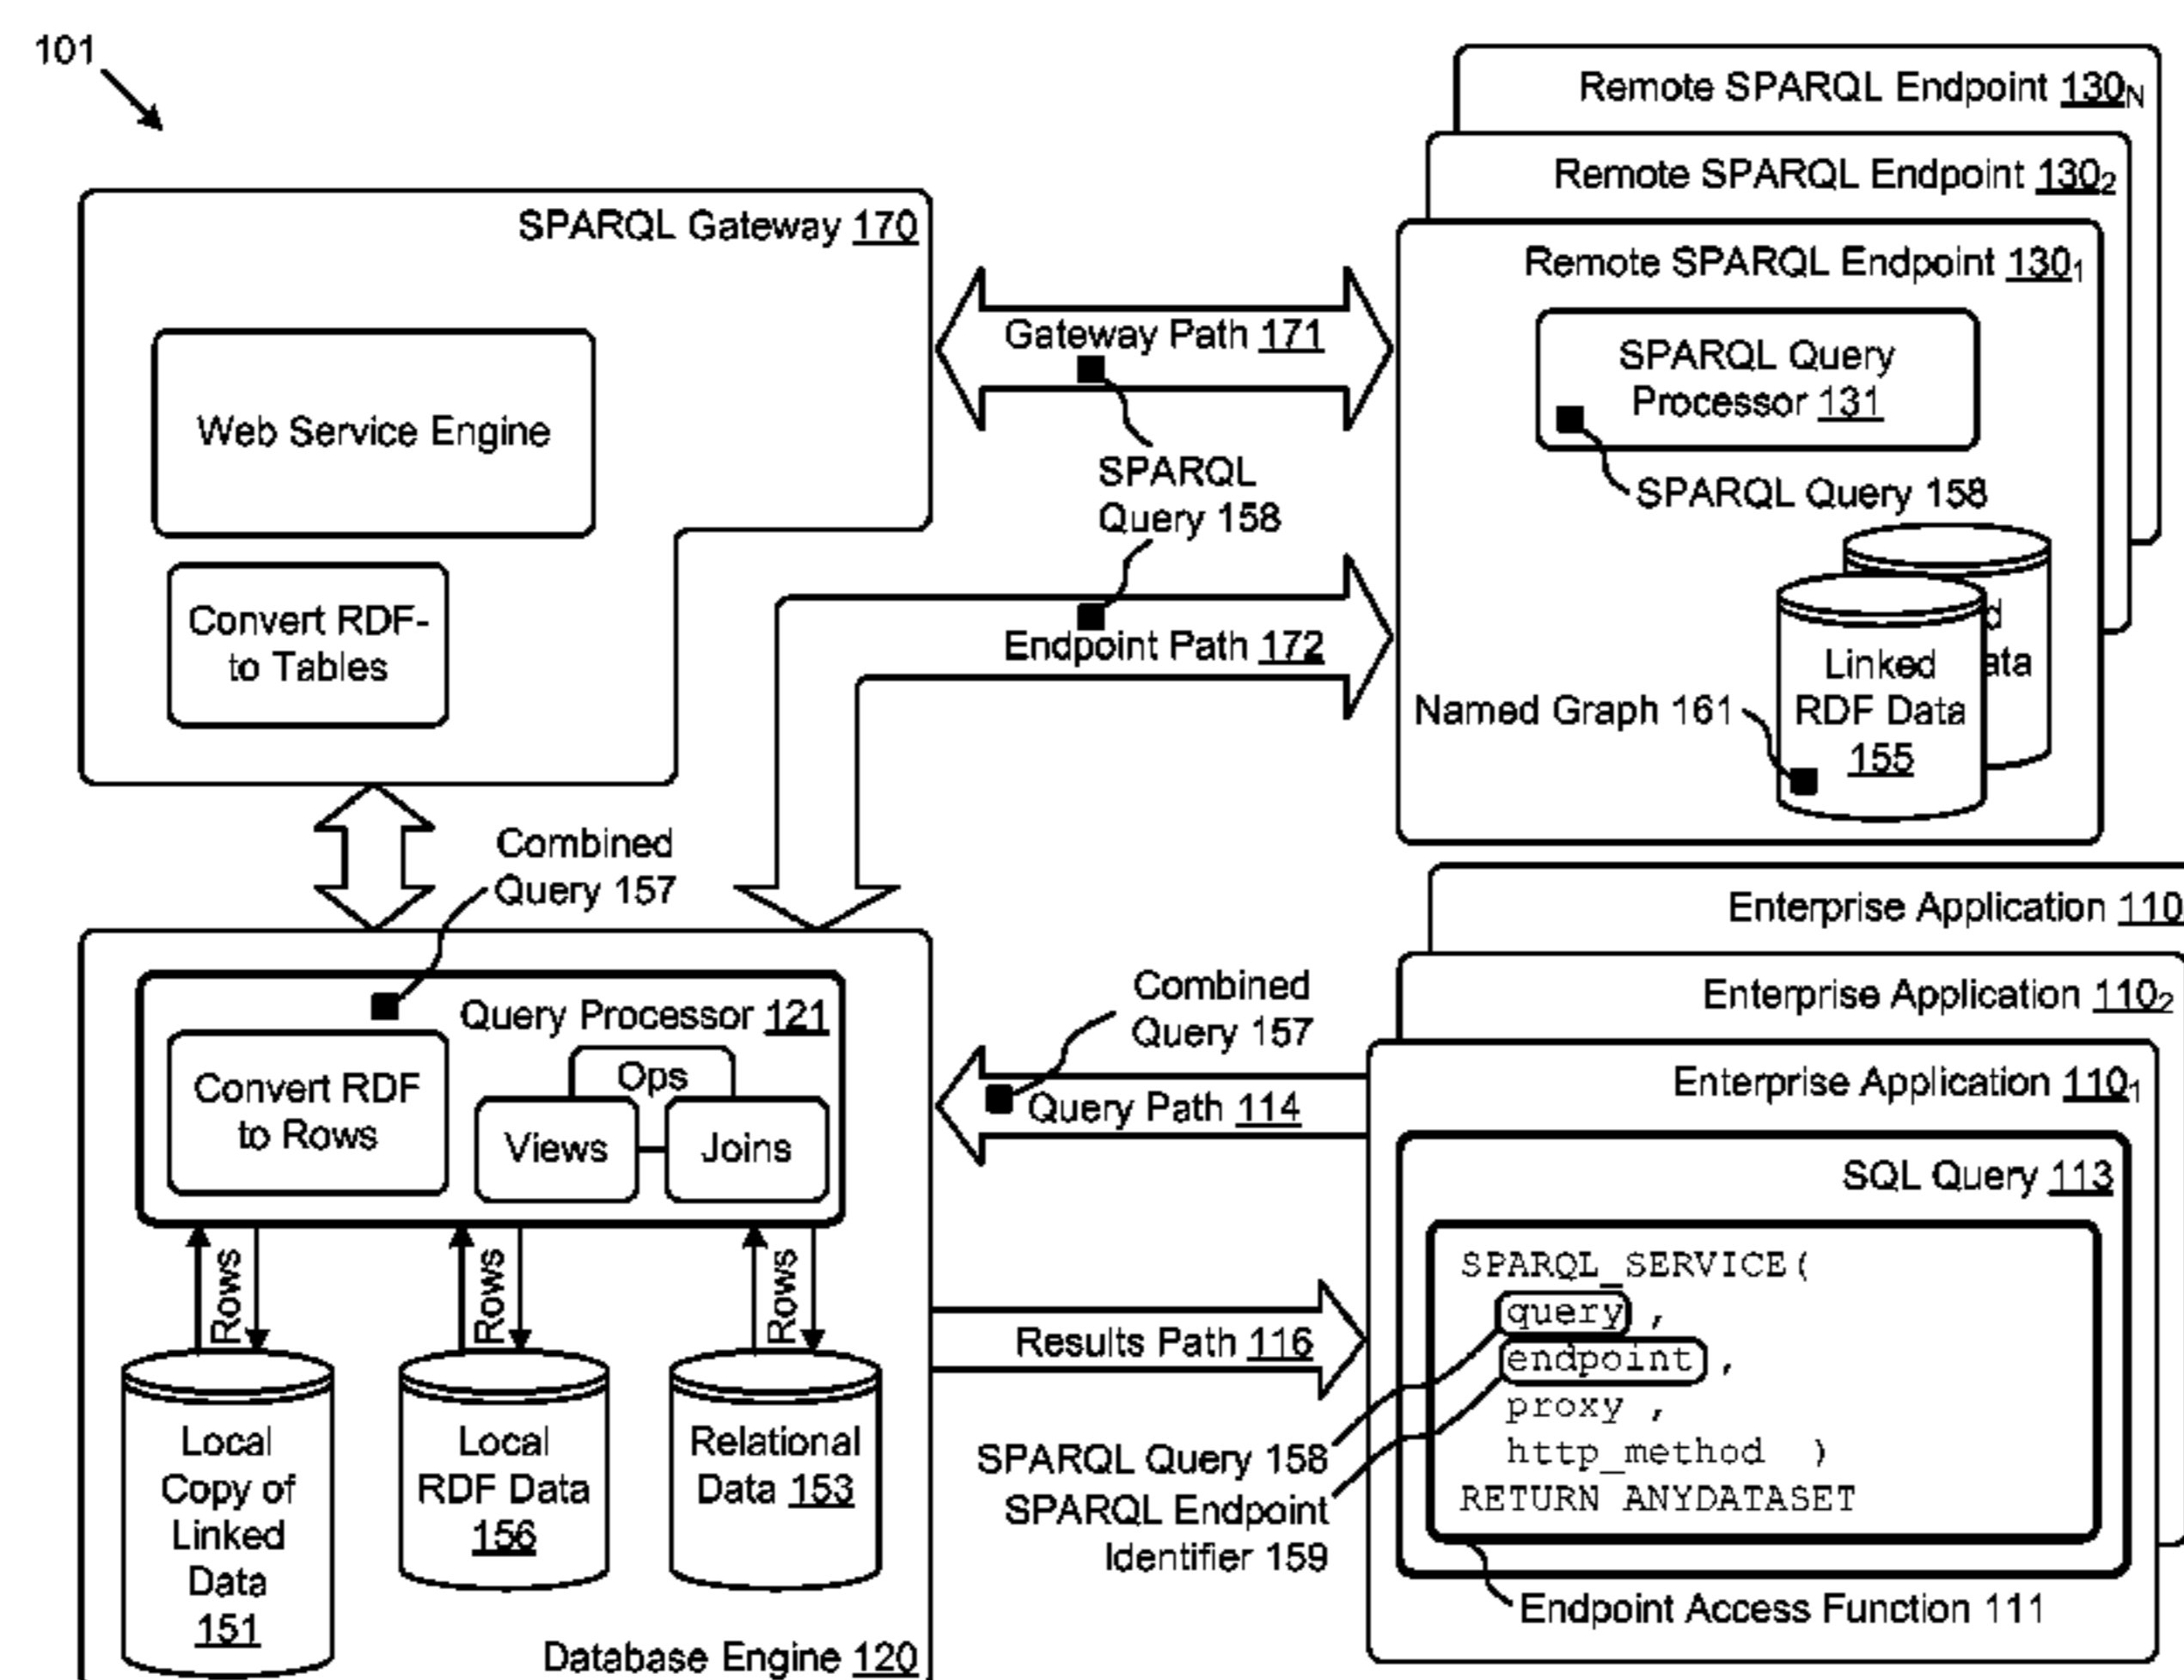 101
Remote SPARQL Endpoint 130N
Remote SPARQL Endpoint 1302
Remote SPARQL Endpoint 1301
SPARQL Gateway 170
Web Service Engine
Convert RDF-
to Tables
Gateway Path 171
SPARQL
Query 158
Endpoint Path 172
SPARQL Query
Processor 131
SPARQL Query 158
Linked
RDF Data
155
d
ata
Named Graph 161
Combined
Query 157
Query Processor 121
Convert RDF
to Rows
Ops
Views
Joins
Rows
Rows
Rows
Local
Copy of
Linked
Data
151
Local
RDF Data
156
Relational
Data 153
Database Engine 120
Combined
Query 157
Query Path 114
Results Path 116
Enterprise Application 110
Enterprise Application 1102
Enterprise Application 1101
SQL Query 113
SPARQL_SERVICE(
query ,
endpoint ,
proxy ,
http_method )
RETURN ANYDATASET
SPARQL Query 158
SPARQL Endpoint
Identifier 159
Endpoint Access Function 111